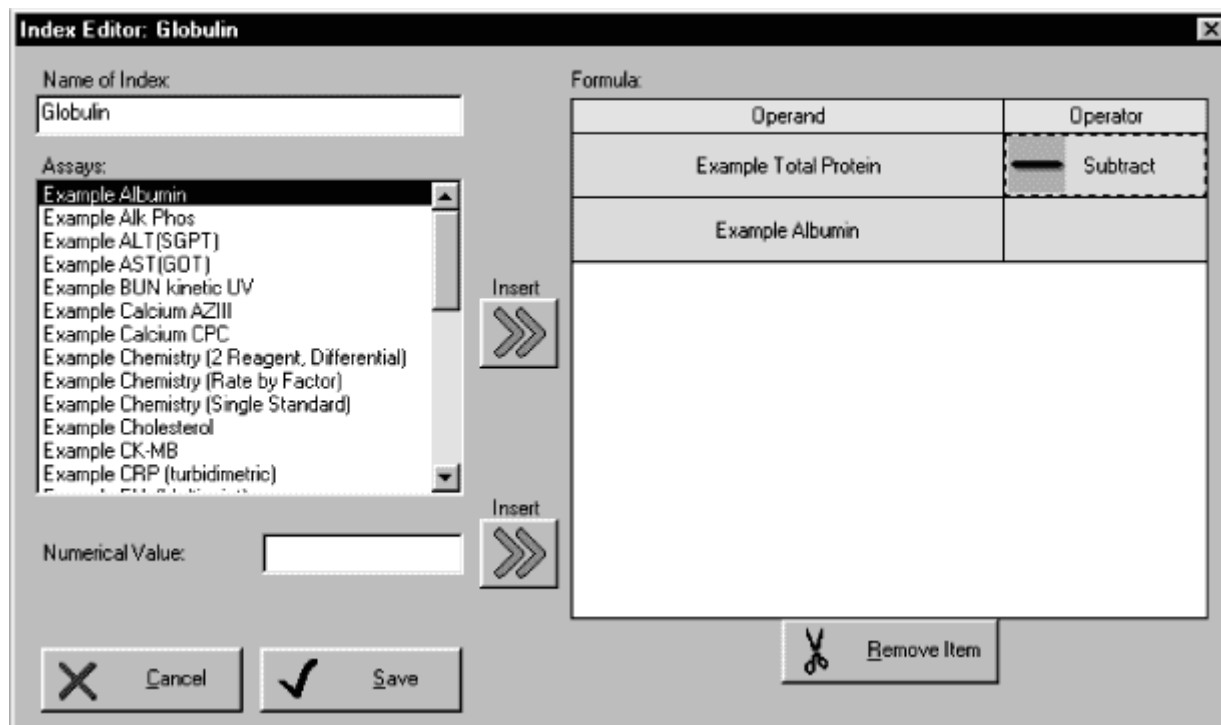 Index Editor: Globulin
Name of Index:
Globulin
Assays:
Example Albumin
Example Alk Phos
Example ALT(SGPT)
Example AST(GOT)
Example BUN kinetic UV
Example Calcium AZIII
Example Calcium CPC
Example Chemistry (2 Reagent, Differential)
Example Chemistry (Rate by Factor)
Example Chemistry (Single Standard)
Example Cholesterol
Example CK-MB
Example CRP (turbidimetric)
Insert
Insert
Numerical Value:
Cancel
Save
Formula:
Operand Operator
Example Total Protein Subtract
Example Albumin
Remove Item